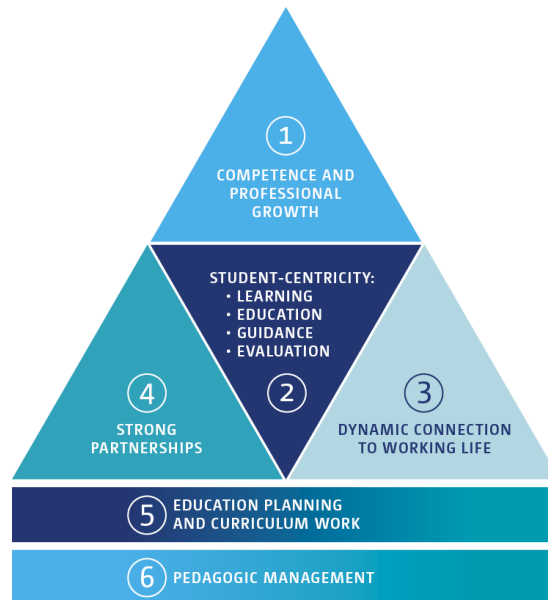 1
COMPETENCE AND
PROFESSIONAL
GROWTH
STUDENT-CENTRICITY:
• LEARNING
• EDUCATION
• GUIDANCE
• EVALUATION
2
3
DYNAMIC CONNECTION
TO WORKING LIFE
4
STRONG
PARTNERSHIPS
5
EDUCATION PLANNING
AND CURRICULUM WORK
6
PEDAGOGIC MANAGEMENT